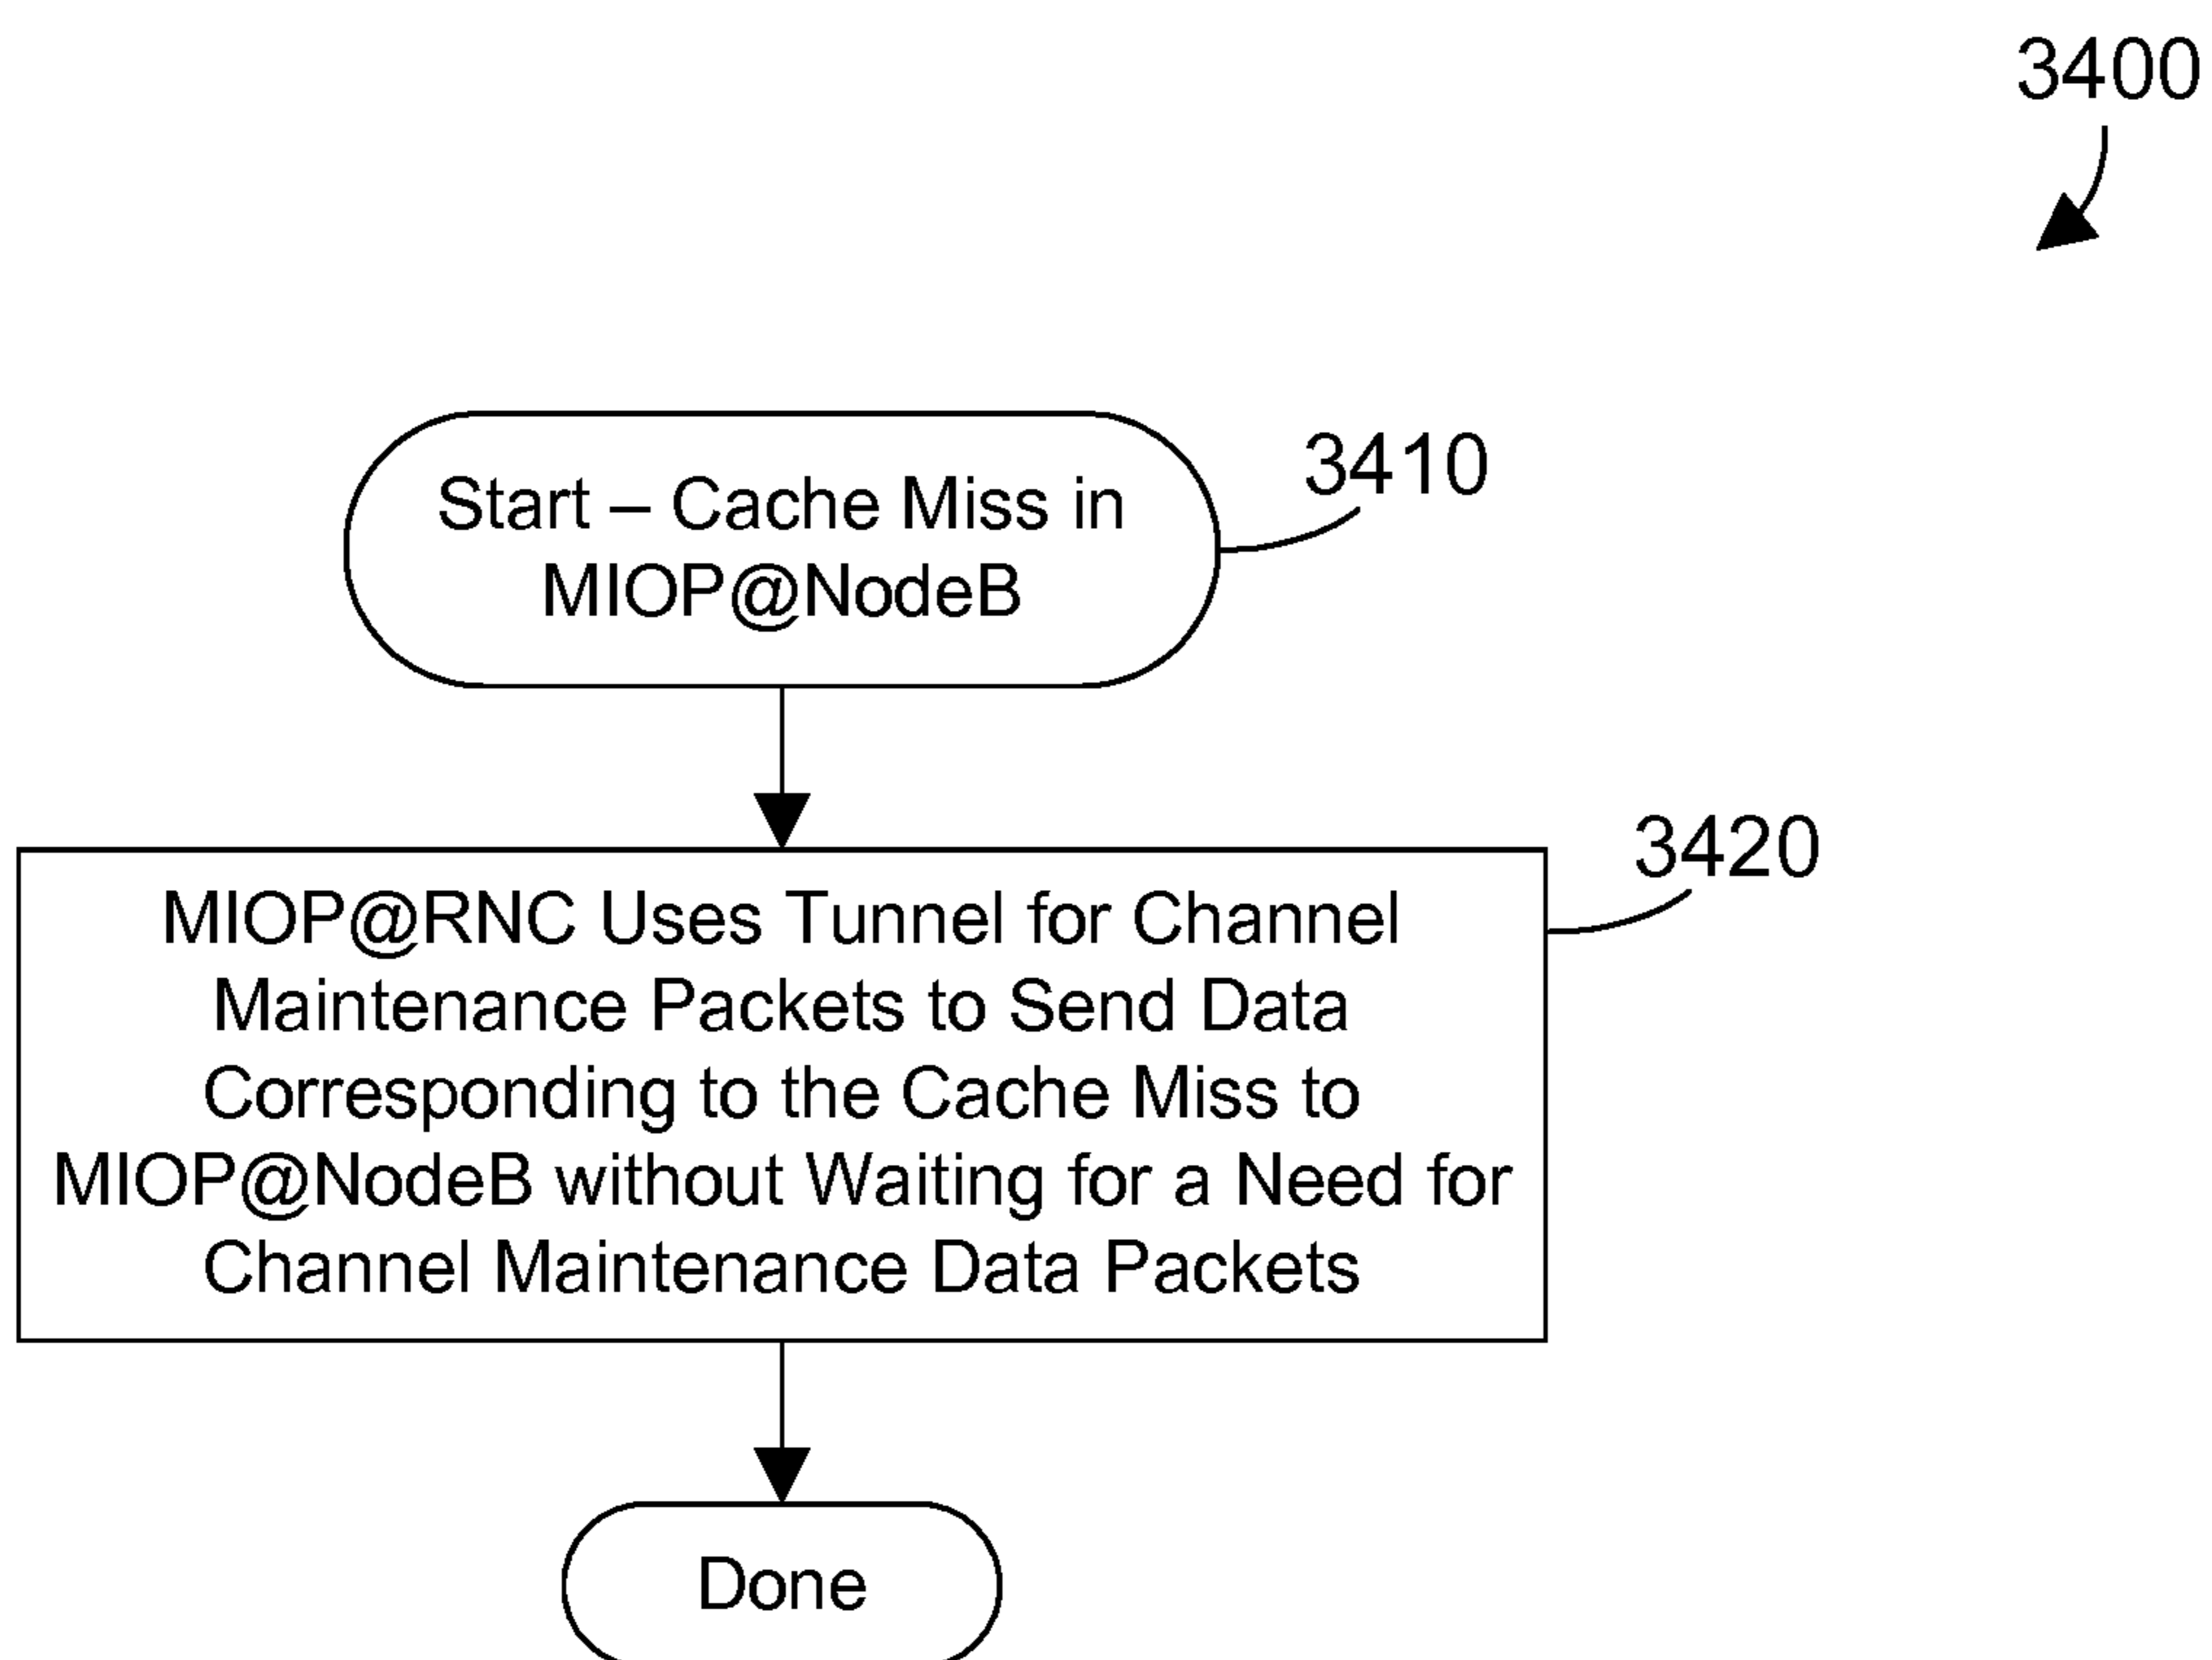 3400
Start – Cache Miss in
MIOP@NodeB
3410
MIOP@RNC Uses Tunnel for Channel
Maintenance Packets to Send Data
Corresponding to the Cache Miss to
MIOP@NodeB without Waiting for a Need for
Channel Maintenance Data Packets
3420
Done